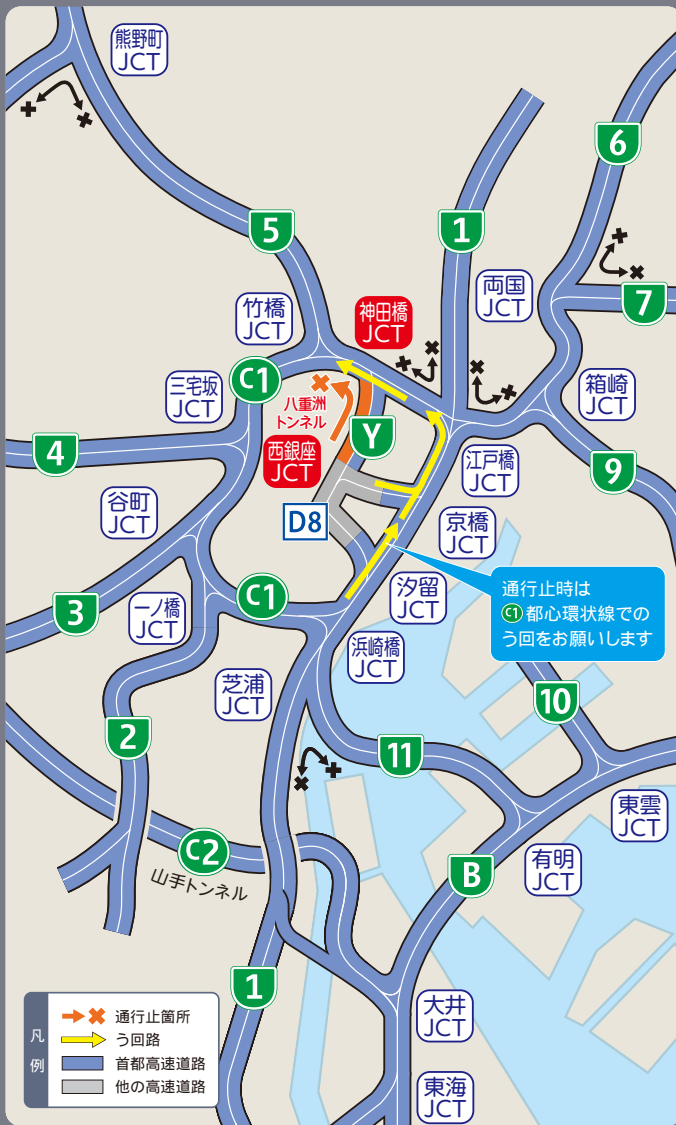 熊野町
JCT
6
5
1
両国
JCT
7
竹橋
JCT
神田橋
JCT
C1
三宅坂
JCT
箱崎
JCT
八重洲
トンネル
Y
4
西銀座
JCT
江戸橋
JCT
9
谷町
JCT
D8
京橋
JCT
3
一ノ橋
JCT
C1
汐留
JCT
通行止時は
C1都心環状線での
う回をお願いします
浜崎橋
JCT
芝浦
JCT
2
10
11
東雲
JCT
C2
山手トンネル
B
有明
JCT
1
大井
JCT
東海
JCT
凡例
通行止箇所
う回路
首都高速道路
他の高速道路